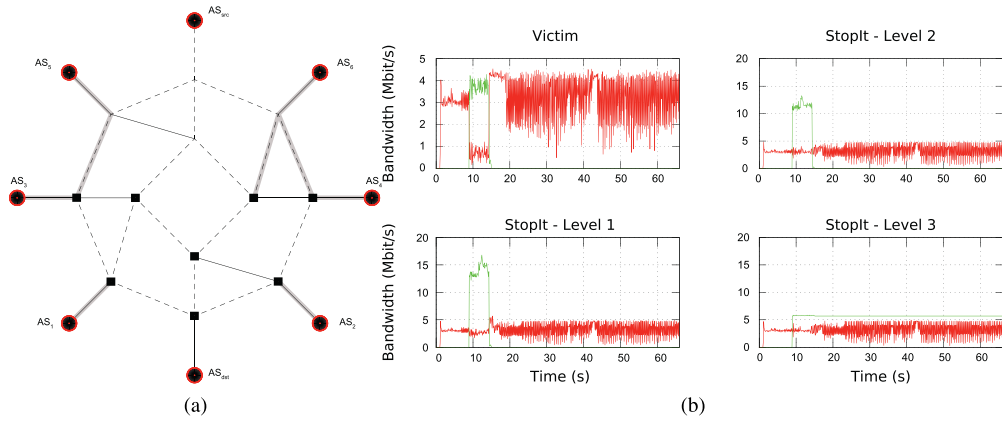 AS_src
AS_5
AS_6
AS_3
AS_4
AS_1
AS_2
AS_dst
(a)
Victim
Bandwidth (Mbit/s)
5
4
3
2
1
0
0 10 20 30 40 50 60
StopIt - Level 2
20
15
10
5
0
0 10 20 30 40 50 60
StopIt - Level 1
Bandwidth (Mbit/s)
20
15
10
5
0
0 10 20 30 40 50 60
Time (s)
StopIt - Level 3
20
15
10
5
0
0 10 20 30 40 50 60
Time (s)
(b)